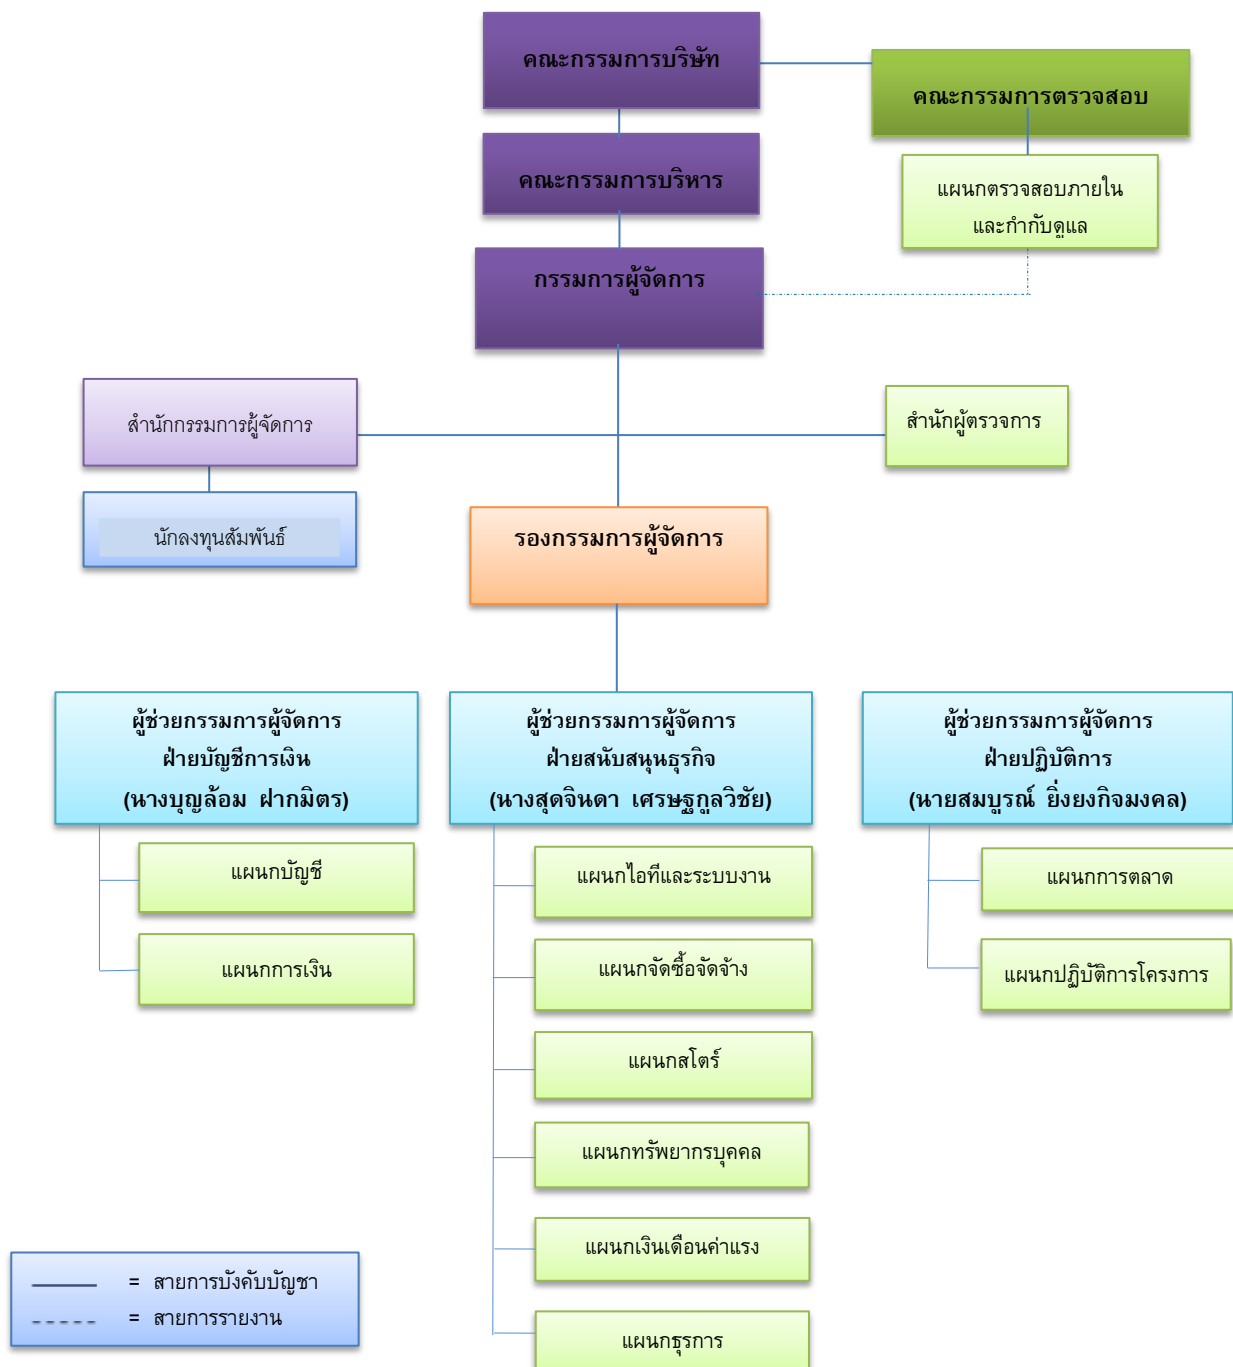 คณะกรรมการบริษัท
คณะกรรมการตรวจสอบ
คณะกรรมการบริหาร
แผนกตรวจสอบภายใน
และกำกับดูแล
กรรมการผู้จัดการ
สำนักกรรมการผู้จัดการ
สำนักผู้ตรวจการ
นักลงทุนสัมพันธ์
รองกรรมการผู้จัดการ
ผู้ช่วยกรรมการผู้จัดการ
ฝ่ายบัญชีการเงิน
(นางบุญล้อม ฝากมิตร)
แผนกบัญชี
แผนกการเงิน
ผู้ช่วยกรรมการผู้จัดการ
ฝ่ายสนับสนุนธุรกิจ
(นางสุดจินดา เศรษฐกูลวิชัย)
แผนกไอทีและระบบงาน
แผนกจัดซื้อจัดจ้าง
แผนกสโตร์
แผนกทรัพยากรบุคคล
แผนกเงินเดือนค่าแรง
แผนกธุรการ
ผู้ช่วยกรรมการผู้จัดการ
ฝ่ายปฏิบัติการ
(นายสมบูรณ์ ยิ่งยงกิจมงคล)
แผนกการตลาด
แผนกปฏิบัติการโครงการ
= สายการบังคับบัญชา
= สายการรายงาน